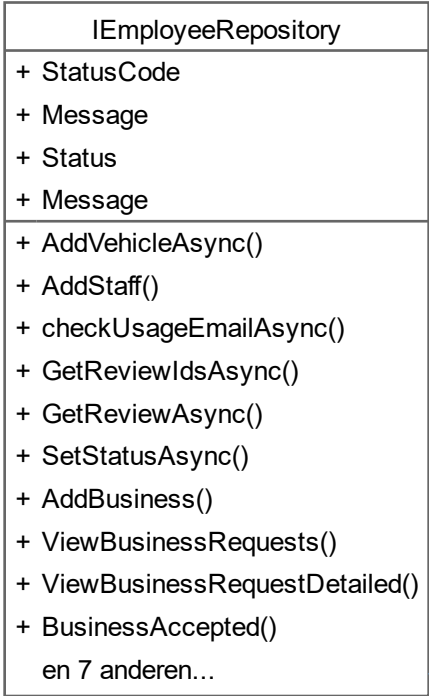 IEmployeeRepository
+ StatusCode
+ Message
+ Status
+ Message
+ AddVehicleAsync()
+ AddStaff()
+ checkUsageEmailAsync()
+ GetReviewIdsAsync()
+ GetReviewAsync()
+ SetStatusAsync()
+ AddBusiness()
+ ViewBusinessRequests()
+ ViewBusinessRequestDetailed()
+ BusinessAccepted()
en 7 anderen...